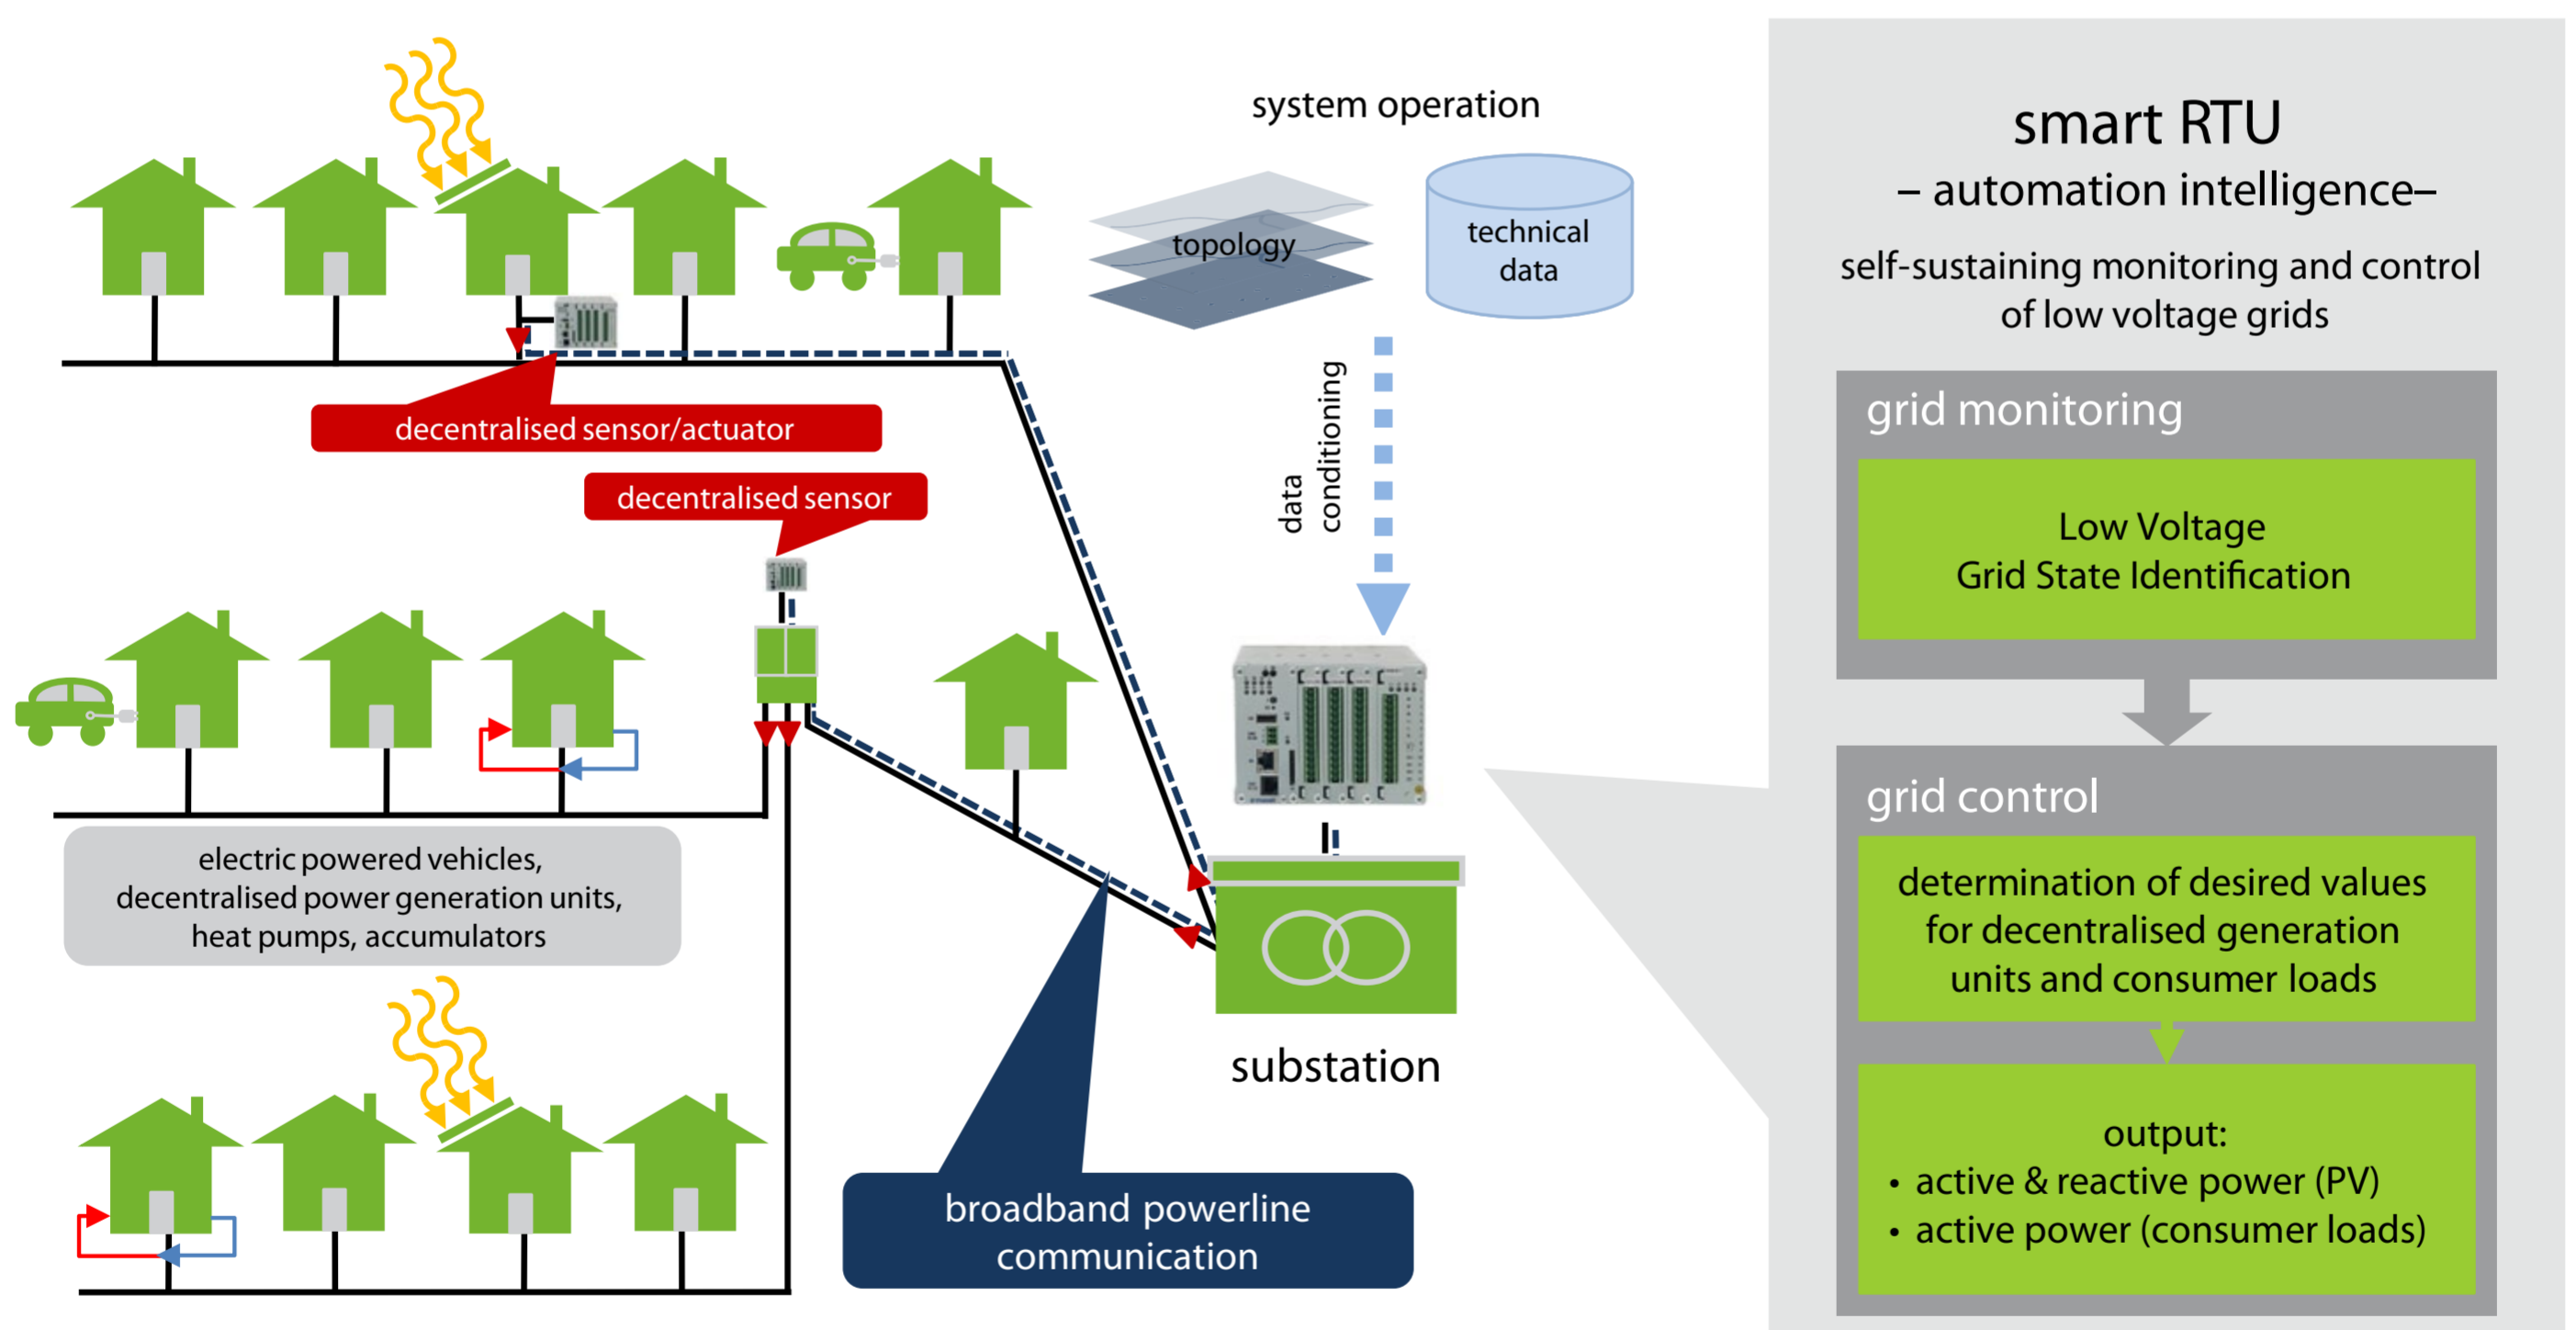 system operation
topology
technical
data
data
conditioning
decentralised sensor/actuator
decentralised sensor
electric powered vehicles,
decentralised power generation units,
heat pumps, accumulators
substation
broadband powerline
communication
smart RTU
– automation intelligence–
self-sustaining monitoring and control
of low voltage grids
grid monitoring
Low Voltage
Grid State Identification
grid control
determination of desired values
for decentralised generation
units and consumer loads
output:
• active & reactive power (PV)
• active power (consumer loads)